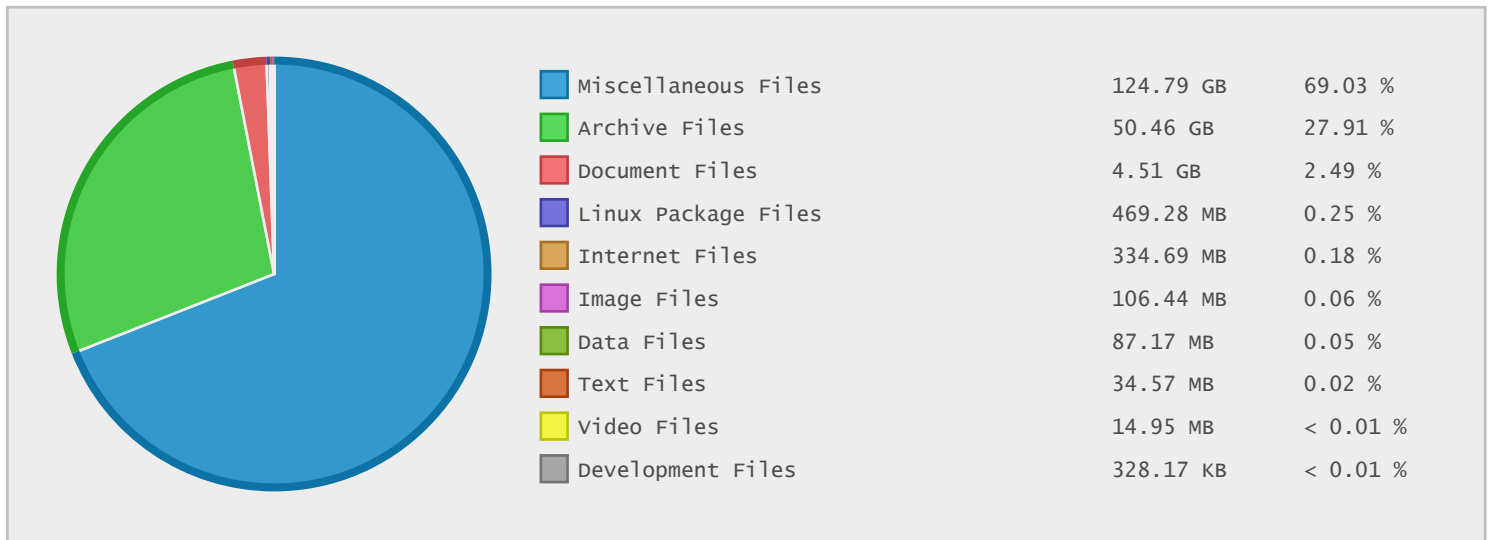 Miscellaneous Files 124.79 GB 69.03 %
Archive Files 50.46 GB 27.91 %
Document Files 4.51 GB 2.49 %
Linux Package Files 469.28 MB 0.25 %
Internet Files 334.69 MB 0.18 %
Image Files 106.44 MB 0.06 %
Data Files 87.17 MB 0.05 %
Text Files 34.57 MB 0.02 %
Video Files 14.95 MB < 0.01 %
Development Files 328.17 KB < 0.01 %